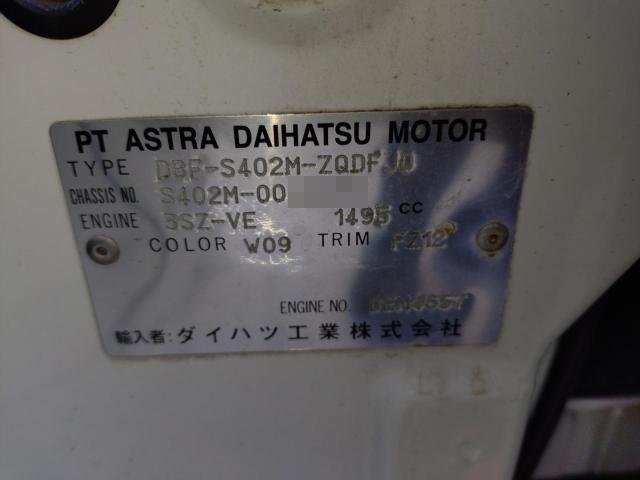 PT ASTRA DAIHATSU MOTOR
TYPE DBF-S402M-ZQDFJD
CHASSIS NO. S402M-00
ENGINE 3SZ-VE 1495 cc
COLOR W09 TRIM FZ12
ENGINE NO.
輸入者:ダイハツ工業株式会社